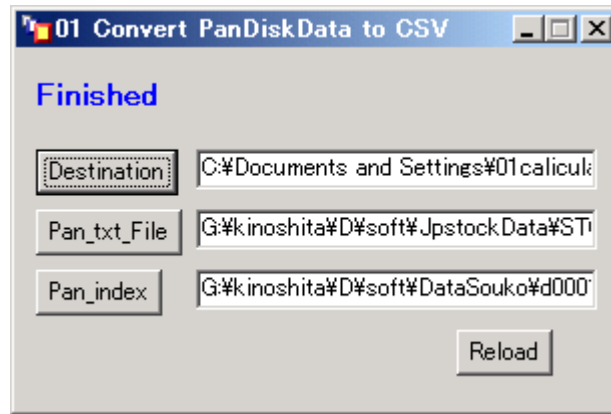 01 Convert PanDiskData to CSV
Finished
Destination C:¥Documents and Settings¥01calicula
Pan_txt_File G:¥kinoshita¥D¥soft¥JpstockData¥ST
Pan_index G:¥kinoshita¥D¥soft¥DataSouko¥d000
Reload